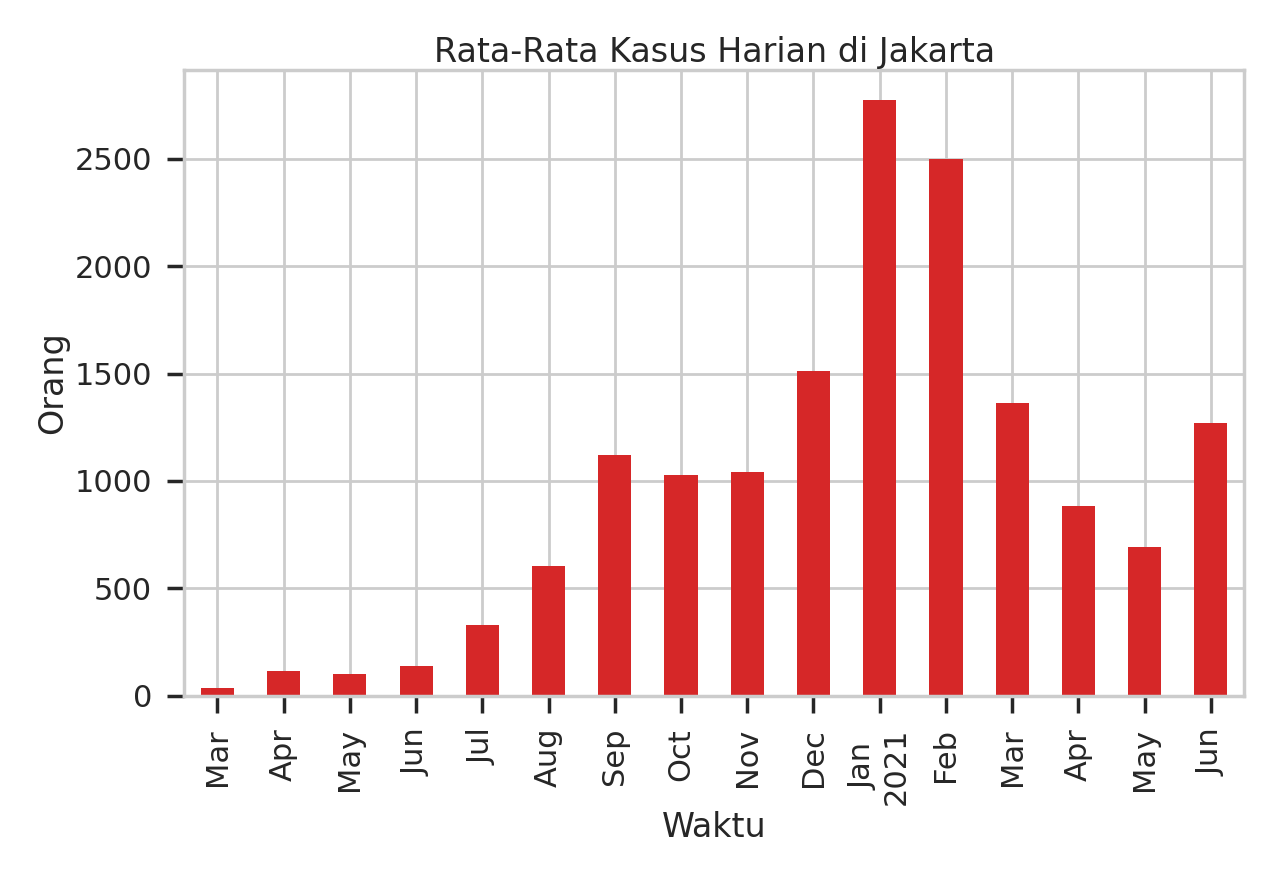 Rata-Rata Kasus Harian di Jakarta
Orang
2500
2000
1500
1000
500
0
Mar
Apr
May
Jun
Jul
Aug
Sep
Oct
Nov
Dec
Jan
2021
Feb
Mar
Apr
May
Jun
Waktu